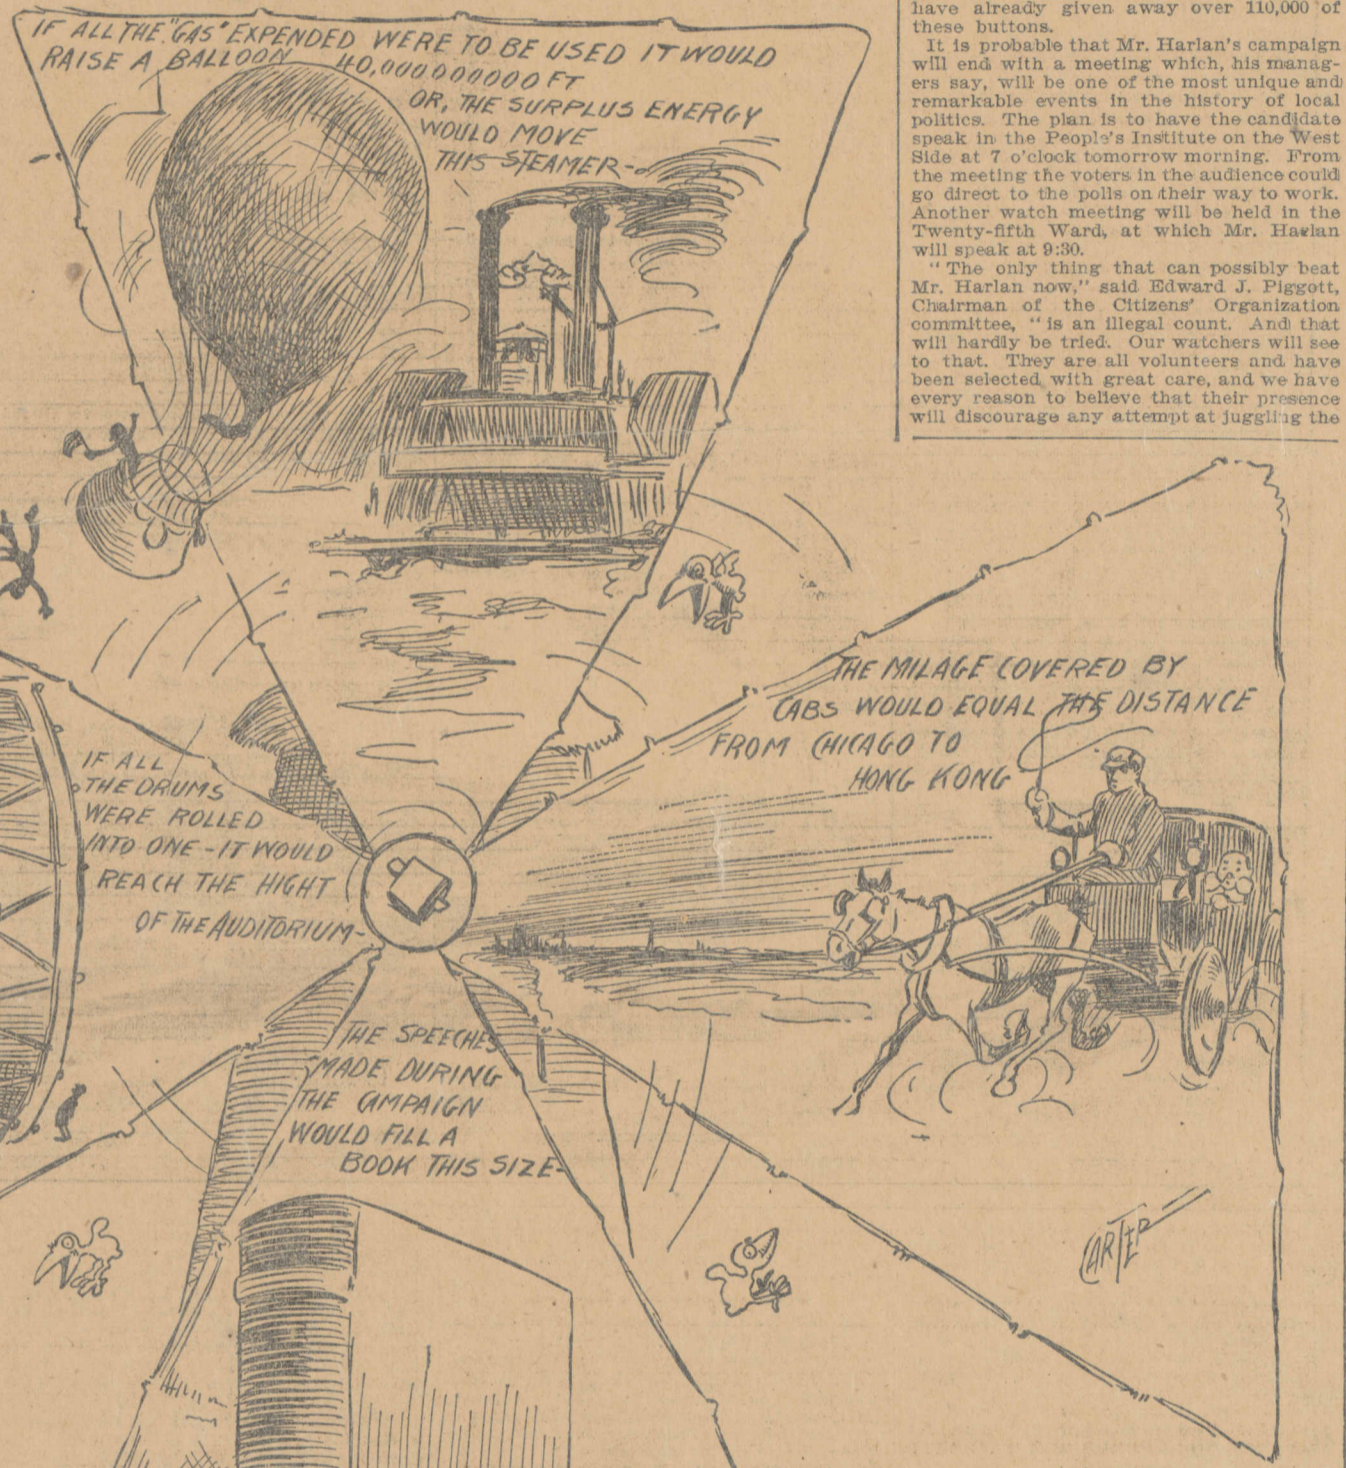 IF ALL THE "GAS" EXPENDED WERE TO BE USED IT WOULD
RAISE A BALLOON 40,000000000 FT
OR, THE SURPLUS ENERGY
WOULD MOVE
THIS STEAMER-
have already given away over 110,000 of
these buttons.
It is probable that Mr. Harlan's campaign
will end with a meeting which, his manag-
ers say, will be one of the most unique and
remarkable events in the history of local
politics. The plan is to have the candidate
speak in the People's Institute on the West
Side at 7 o'clock tomorrow morning. From
the meeting the voters in the audience could
go direct to the polls on their way to work.
Another watch meeting will be held in the
Twenty-fifth Ward, at which Mr. Harlan
will speak at 9:30.
"The only thing that can possibly beat
Mr. Harlan now," said Edward J. Piggott,
Chairman of the Citizens' Organization
committee, "is an illegal count. And that
will hardly be tried. Our watchers will see
to that. They are all volunteers and have
been selected with great care, and we have
every reason to believe that their presence
will discourage any attempt at juggling the
THE MILAGE COVERED BY
CABS WOULD EQUAL THE DISTANCE
FROM CHICAGO TO
HONG KONG
IF ALL
THE DRUMS
WERE ROLLED
INTO ONE - IT WOULD
REACH THE HIGHT
OF THE AUDITORIUM-
THE SPEECHES
MADE DURING
THE CAMPAIGN
WOULD FILL A
BOOK THIS SIZE-
CARTER